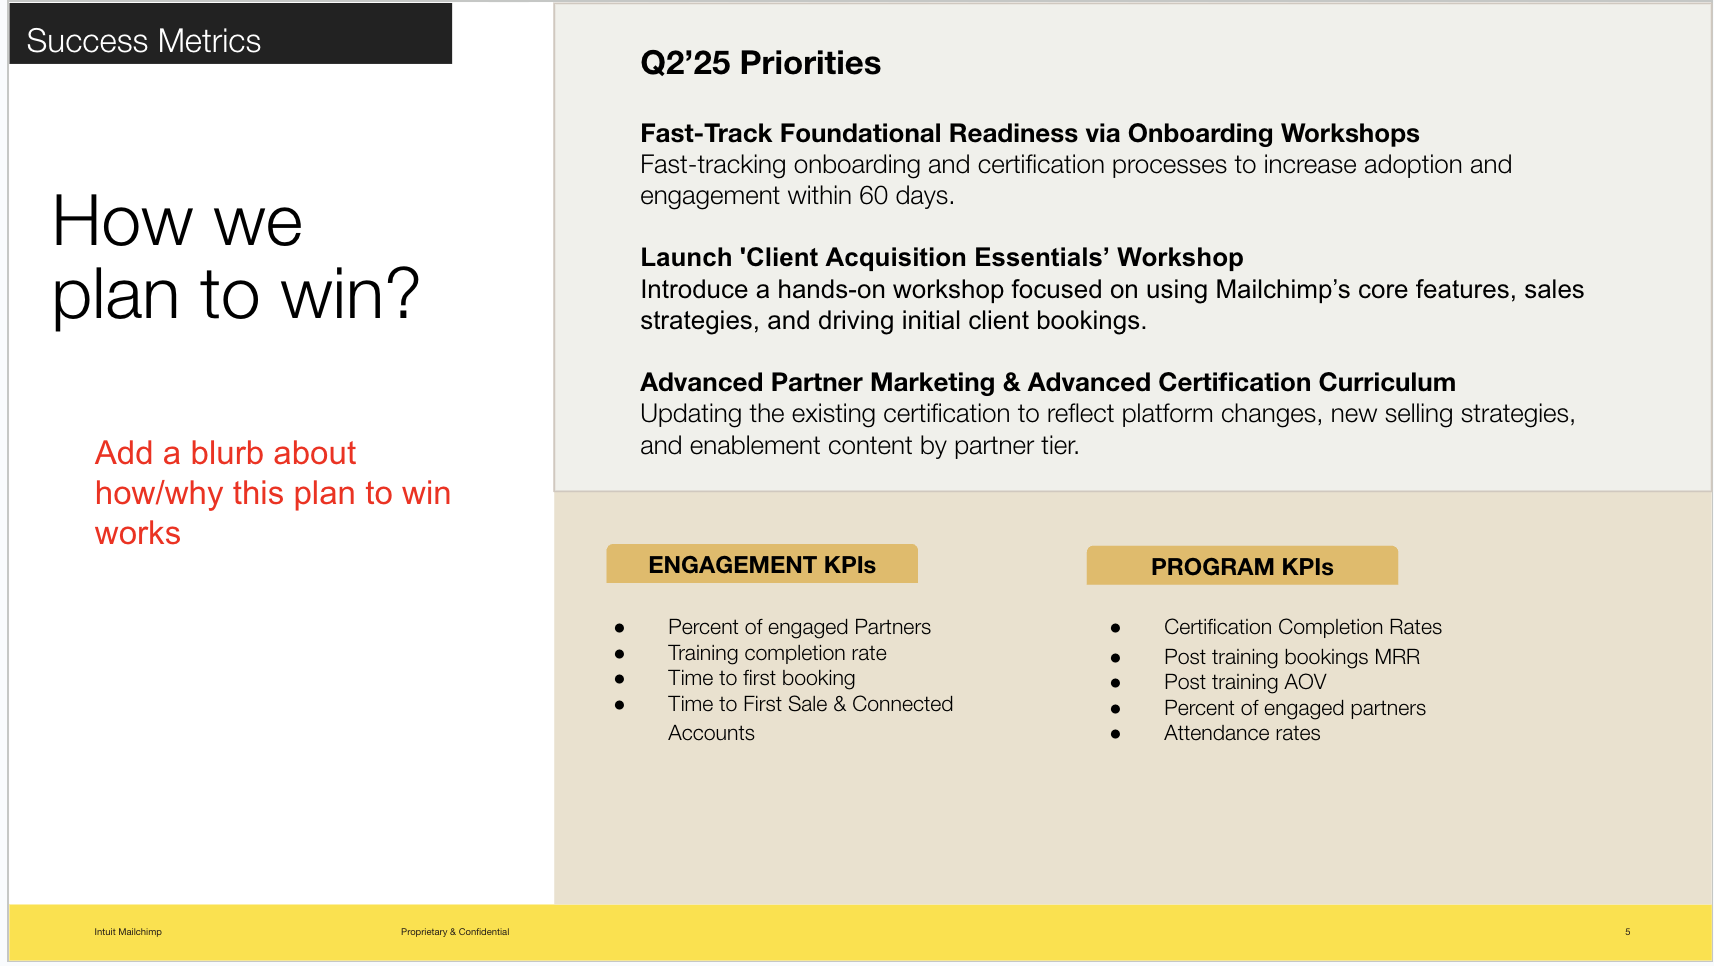 Success Metrics
How we
plan to win?
Add a blurb about
how/why this plan to win
works
Q2’25 Priorities
Fast-Track Foundational Readiness via Onboarding Workshops
Fast-tracking onboarding and certification processes to increase adoption and
engagement within 60 days.
Launch 'Client Acquisition Essentials’ Workshop
Introduce a hands-on workshop focused on using Mailchimp’s core features, sales
strategies, and driving initial client bookings.
Advanced Partner Marketing & Advanced Certification Curriculum
Updating the existing certification to reflect platform changes, new selling strategies,
and enablement content by partner tier.
ENGAGEMENT KPIs
● Percent of engaged Partners
● Training completion rate
● Time to first booking
● Time to First Sale & Connected
Accounts
PROGRAM KPIs
● Certification Completion Rates
● Post training bookings MRR
● Post training AOV
● Percent of engaged partners
● Attendance rates
Intuit Mailchimp
Proprietary & Confidential
5